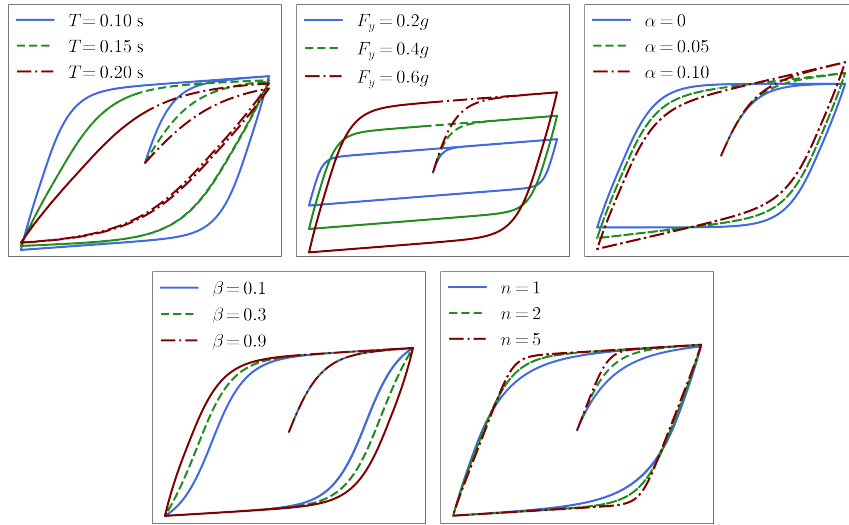 T = 0.10 s
T = 0.15 s
T = 0.20 s
F_y = 0.2g
F_y = 0.4g
F_y = 0.6g
α = 0
α = 0.05
α = 0.10
β = 0.1
β = 0.3
β = 0.9
n = 1
n = 2
n = 5